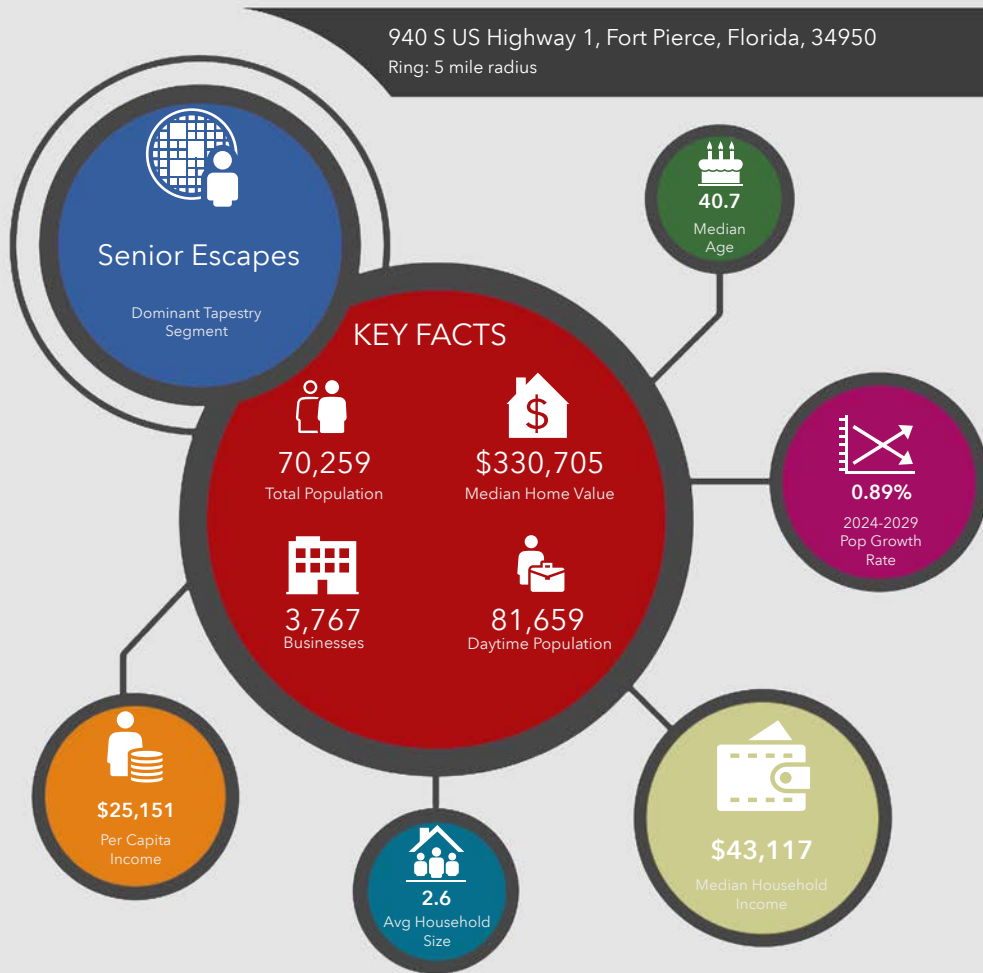 940 S US Highway 1, Fort Pierce, Florida, 34950
Ring: 5 mile radius
Senior Escapes
Dominant Tapestry
Segment
40.7
Median
Age
KEY FACTS
70,259
Total Population
$330,705
Median Home Value
3,767
Businesses
81,659
Daytime Population
0.89%
2024-2029
Pop Growth
Rate
$25,151
Per Capita
Income
2.6
Avg Household
Size
$43,117
Median Household
Income